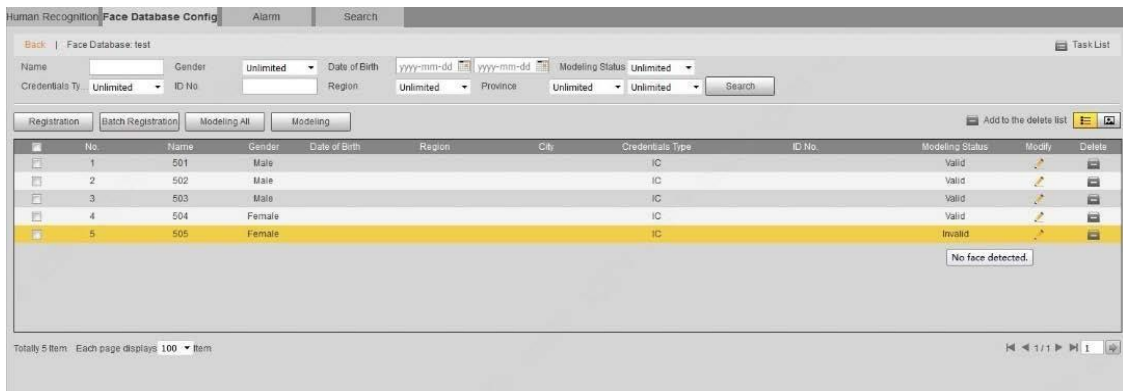 Human Recognition Face Database Config Alarm Search
Back | Face Database: test Task List
Name Gender Unlimited Date of Birth yyyy-mm-dd yyyy-mm-dd Modeling Status Unlimited
Credentials Ty... Unlimited ID No. Region Unlimited Province Unlimited Unlimited Search
Registration Batch Registration Modeling All Modeling Add to the delete list
No. Name Gender Date of Birth Region City Credentials Type ID No. Modeling Status Modify Delete
1 501 Male IC Valid
2 502 Male IC Valid
3 503 Male IC Valid
4 504 Female IC Valid
5 505 Female IC Invalid
No face detected.
Totally 5 Item Each page displays 100 Item 1/1 1